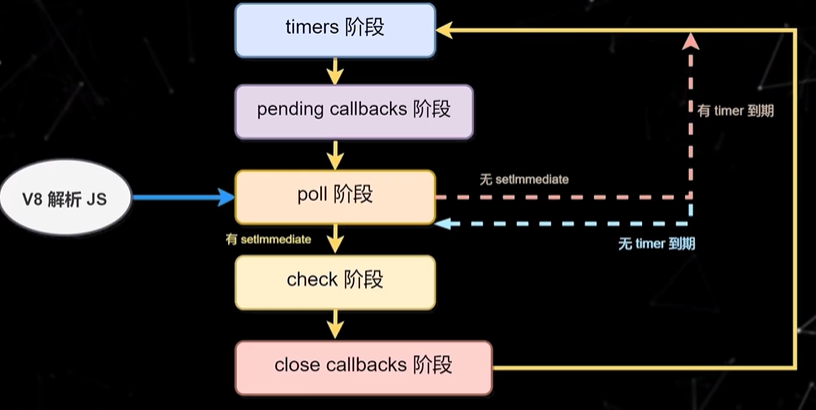 timers 阶段
pending callbacks 阶段
有 timer 到期
无 setImmediate
V8 解析 JS
poll 阶段
有 setImmediate
无 timer 到期
check 阶段
close callbacks 阶段